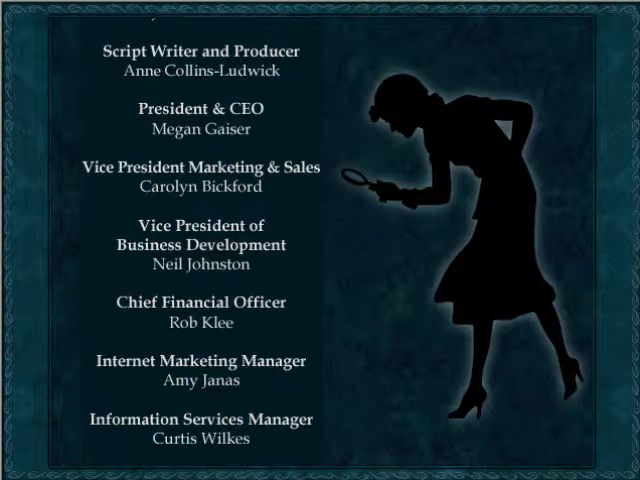 Script Writer and Producer
Anne Collins-Ludwick
President & CEO
Megan Gaiser
Vice President Marketing & Sales
Carolyn Bickford
Vice President of
Business Development
Neil Johnston
Chief Financial Officer
Rob Klee
Internet Marketing Manager
Amy Janas
Information Services Manager
Curtis Wilkes